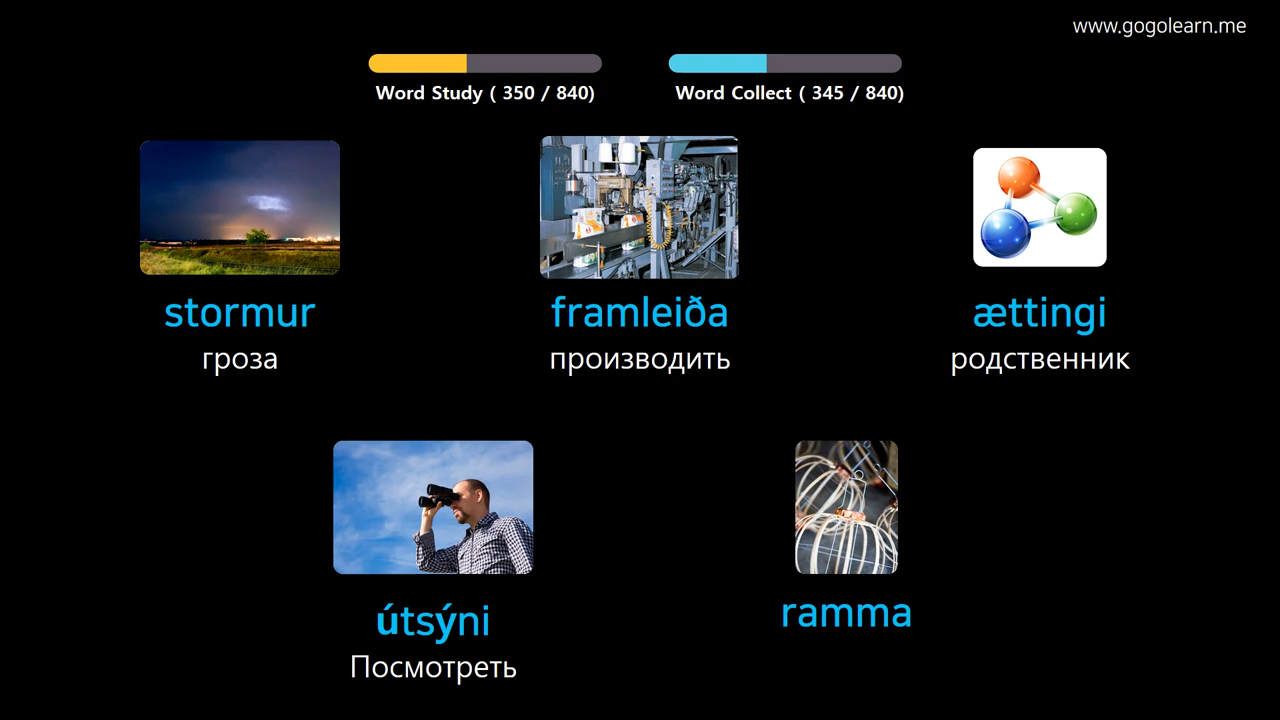 www.gogolearn.me
Word Study ( 350 / 840)
Word Collect ( 345 / 840)
stormur
гроза
framleiða
производить
ættingi
родственник
útsýni
Посмотреть
ramma